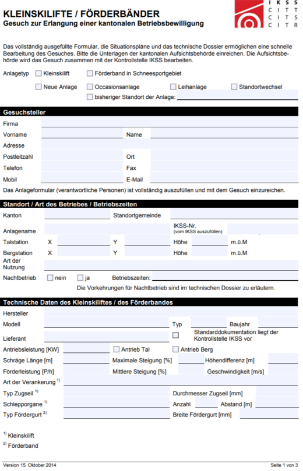 KLEINSKILIFTE / FÖRDERBÄNDER
Gesuch zur Erlangung einer kantonalen Betriebsbewilligung
IKSS
CITT
CITS
CITR
Das vollständig ausgefüllte Formular, die Situationspläne und das technische Dossier ermöglichen eine schnelle
Bearbeitung des Gesuches. Bitte die Unterlagen der kantonalen Aufsichtsbehörde einreichen. Die Aufsichtsbe-
hörde wird das Gesuch zusammen mit der Kontrollstelle IKSS bearbeiten.
Anlagetyp Kleinskilift Förderband in Schneesportgebiet
Neue Anlage Occasionsanlage Leihanlage Standortwechsel
bisheriger Standort der Anlage:
Gesuchsteller
Firma
Vorname Name
Adresse
Postleitzahl Ort
Telefon Fax
Mobil E-Mail
Das Anlageformular (verantwortliche Personen) ist vollständig auszufüllen und mit dem Gesuch einzureichen.
Standort / Art des Betriebes / Betriebszeiten
Kanton Standortgemeinde
Anlagename IKSS-Nr.
(vom IKSS auszufüllen)
Talstation X Y Höhe m.ü.M
Bergstation X Y Höhe m.ü.M
Art der
Nutzung
Nachtbetrieb nein ja Betriebszeiten:
Die Vorkehrungen für Nachtbetrieb sind im technischen Dossier zu erläutern.
Technische Daten des Kleinskiliftes / des Förderbandes
Hersteller
Modell Typ Baujahr
Lieferant Standarddokumentation liegt der
Kontrollstelle IKSS vor
Antriebsleistung [KW] Antrieb Tal Antrieb Berg
Schräge Länge [m] Maximale Steigung [%] Höhendifferenz [m]
Förderleistung [P/h] Mittlere Steigung [%] Geschwindigkeit [m/s]
Art der Verankerung 1)
Typ Zugseil 1) Durchmesser Zugseil [mm]
Schlepporgane 1) Anzahl Abstand [m]
Typ Fördergurt 2) Breite Fördergurt [mm]
1) Kleinskilift
2) Förderband
Version 15. Oktober 2014 Seite 1 von 3